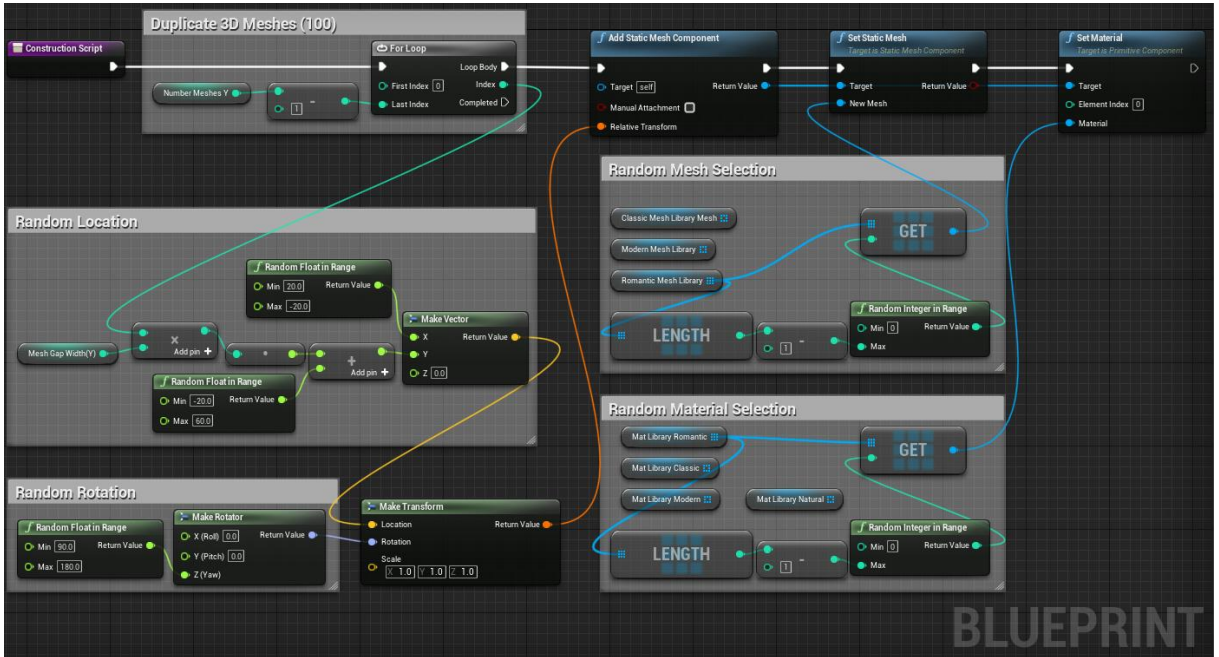 Duplicate 3D Meshes (100)
Construction Script
Number Meshes Y
1
-
For Loop
Loop Body
First Index 0
Index
Last Index
Completed
Add Static Mesh Component
Target self
Return Value
Manual Attachment
Relative Transform
Set Static Mesh
Target is Static Mesh Component
Target
Return Value
New Mesh
Set Material
Target is Primitive Component
Target
Element Index 0
Material
Random Location
Random Float in Range
Min 20.0
Return Value
Max -20.0
Mesh Gap Width(Y)
×
Add pin +
Random Float in Range
Min -20.0
Return Value
Max 60.0
+
Add pin +
Make Vector
X
Return Value
Y
Z 0.0
Random Rotation
Random Float in Range
Min 90.0
Return Value
Max 180.0
Make Rotator
X (Roll) 0.0
Return Value
Y (Pitch) 0.0
Z (Yaw)
Make Transform
Location
Return Value
Rotation
Scale
X 1.0 Y 1.0 Z 1.0
Random Mesh Selection
Classic Mesh Library Mesh
Modern Mesh Library
Romantic Mesh Library
GET
LENGTH
1
-
Random Integer in Range
Min 0
Return Value
Max
Random Material Selection
Mat Library Romantic
Mat Library Classic
Mat Library Modern
Mat Library Natural
GET
LENGTH
1
-
Random Integer in Range
Min 0
Return Value
Max
BLUEPRINT